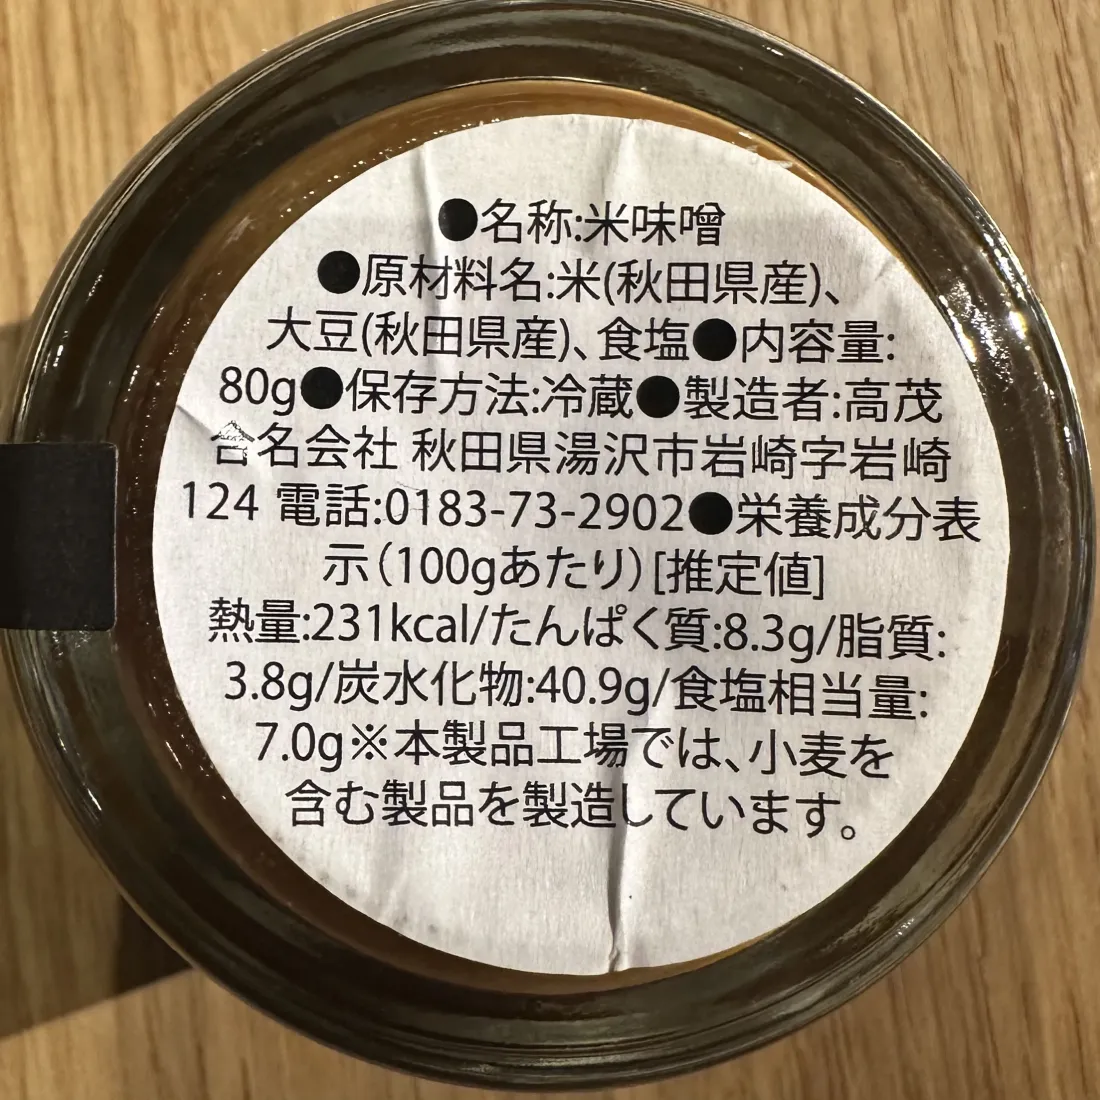 ●名称:米味噌
●原材料名:米(秋田県産)、
大豆(秋田県産)、食塩●内容量:
80g●保存方法:冷蔵●製造者:高茂
合名会社 秋田県湯沢市岩崎字岩崎
124 電話:0183-73-2902●栄養成分表
示(100gあたり)[推定値]
熱量:231kcal/たんぱく質:8.3g/脂質:
3.8g/炭水化物:40.9g/食塩相当量:
7.0g※本製品工場では、小麦を
含む製品を製造しています。